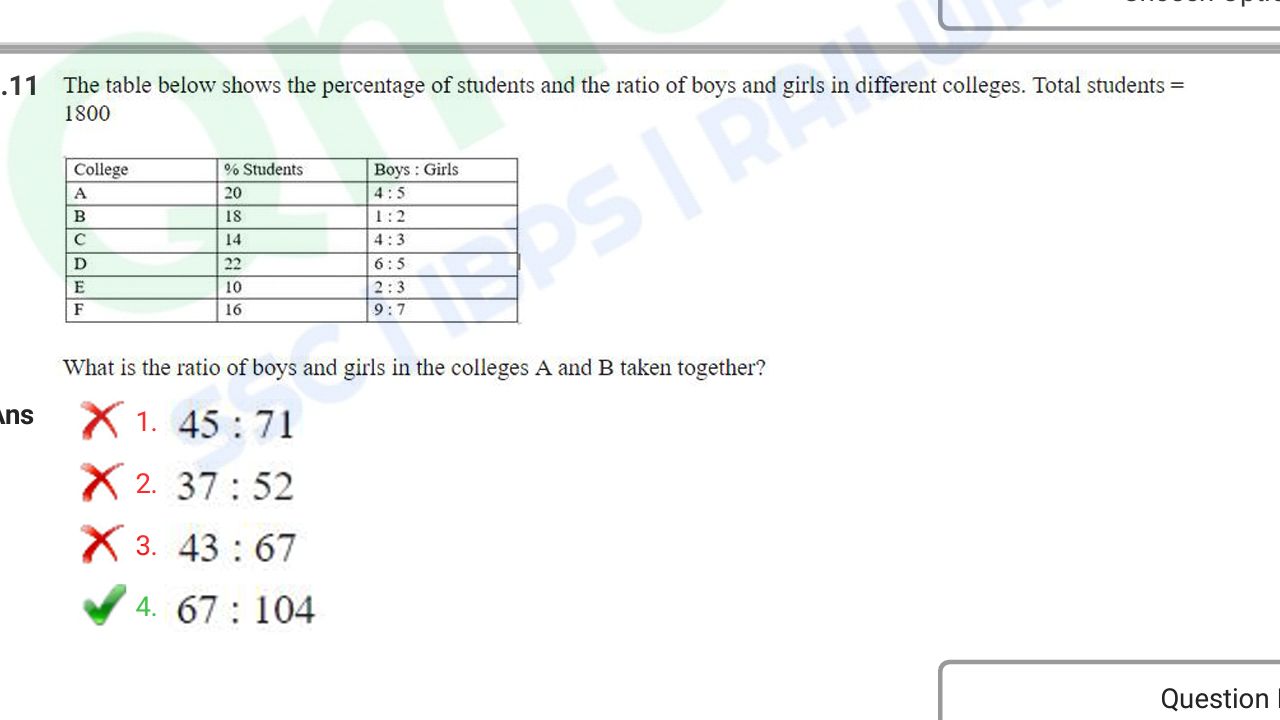 .11 The table below shows the percentage of students and the ratio of boys and girls in different colleges. Total students =
1800
College % Students Boys : Girls
A 20 4 : 5
B 18 1 : 2
C 14 4 : 3
D 22 6 : 5
E 10 2 : 3
F 16 9 : 7
What is the ratio of boys and girls in the colleges A and B taken together?
Ans 1. 45 : 71
2. 37 : 52
3. 43 : 67
4. 67 : 104
SSC | IBPS |
Question